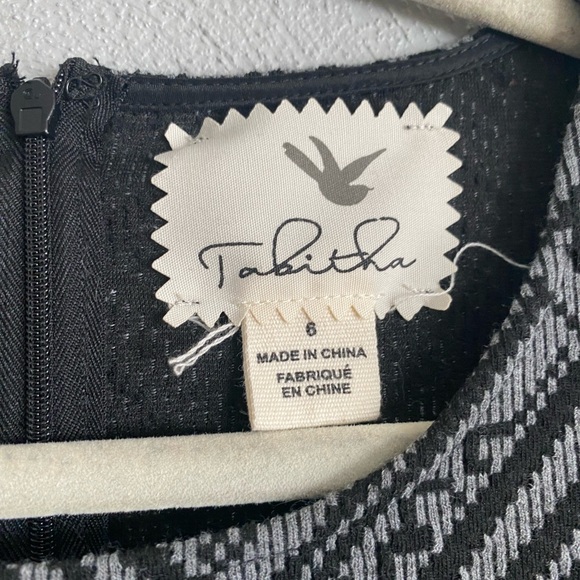 Tabitha
6
MADE IN CHINA
FABRIQUÉ
EN CHINE